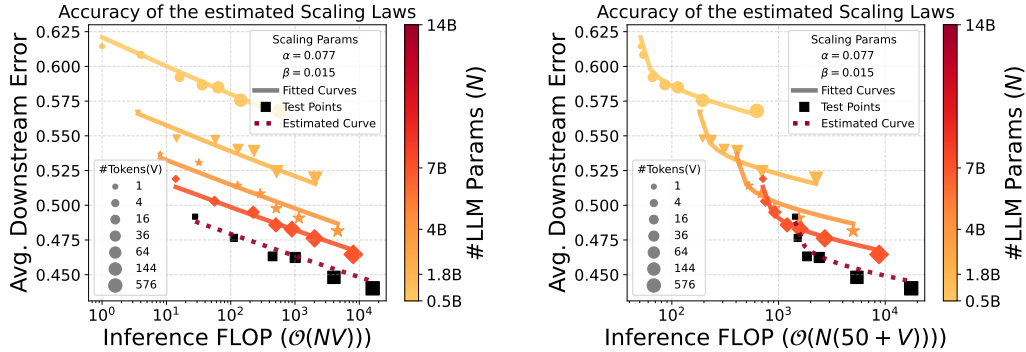 Accuracy of the estimated Scaling Laws
Avg. Downstream Error
0.625
0.600
0.575
0.550
0.525
0.500
0.475
0.450
Scaling Params
α = 0.077
β = 0.015
Fitted Curves
Test Points
Estimated Curve
#Tokens(V)
1
4
16
36
64
144
576
10⁰
10¹
10²
10³
10⁴
Inference FLOP (𝒪(NV)))
14B
7B
4B
1.8B
0.5B
#LLM Params (N)
Accuracy of the estimated Scaling Laws
Avg. Downstream Error
0.625
0.600
0.575
0.550
0.525
0.500
0.475
0.450
Scaling Params
α = 0.077
β = 0.015
Fitted Curves
Test Points
Estimated Curve
#Tokens(V)
1
4
16
36
64
144
576
10²
10³
10⁴
Inference FLOP (𝒪(N(50 + V))))
14B
7B
4B
1.8B
0.5B
#LLM Params (N)